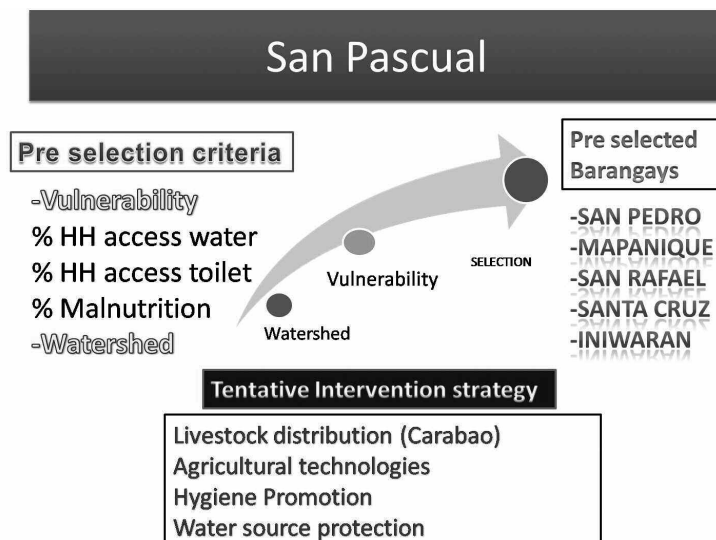 San Pascual
Pre selection criteria
-Vulnerability
% HH access water
% HH access toilet
% Malnutrition
-Watershed
Watershed
Vulnerability
SELECTION
Pre selected
Barangays
-SAN PEDRO
-MAPANIQUE
-SAN RAFAEL
-SANTA CRUZ
-INIWARAN
Tentative Intervention strategy
Livestock distribution (Carabao)
Agricultural technologies
Hygiene Promotion
Water source protection